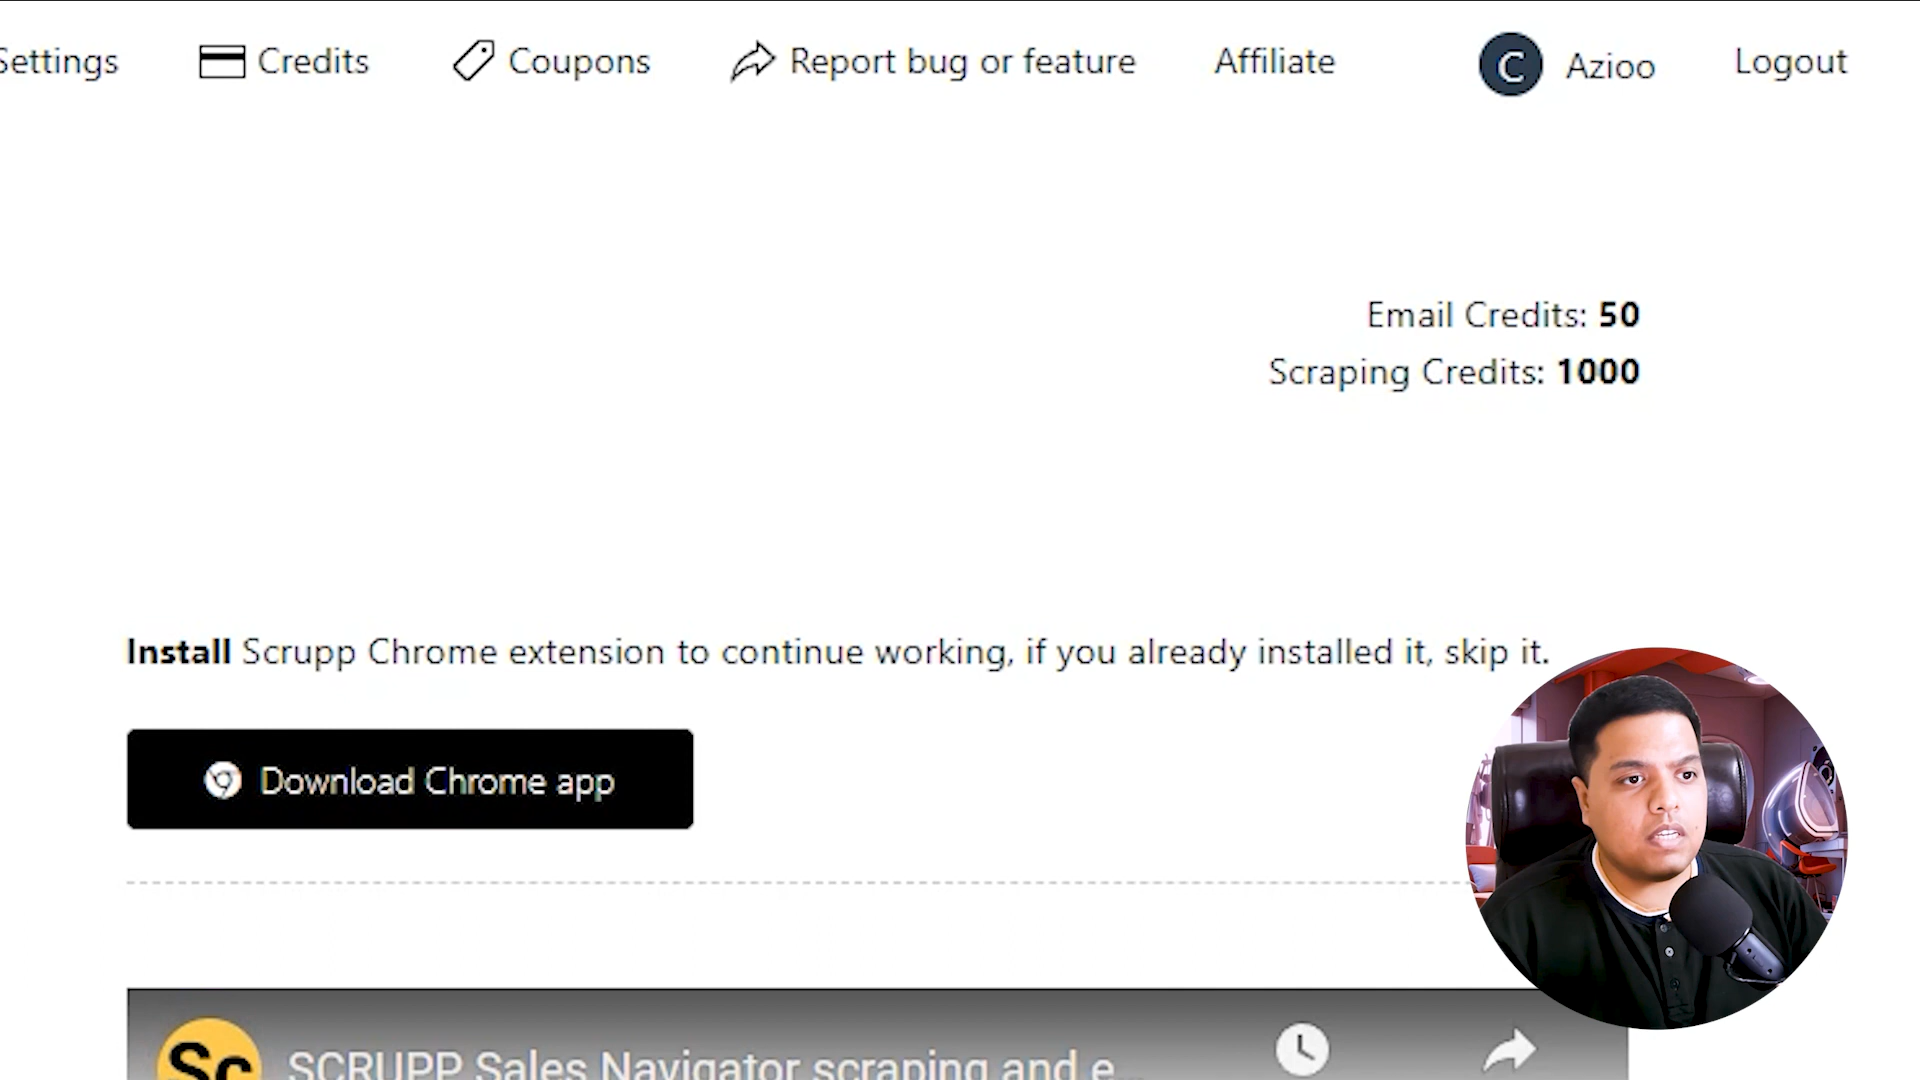 Settings Credits Coupons Report bug or feature Affiliate C Azioo Logout
Email Credits: 50
Scraping Credits: 1000
Install Scrupp Chrome extension to continue working, if you already installed it, skip it.
Download Chrome app
Sc SCRUPP Sales Navigator scraping and e...